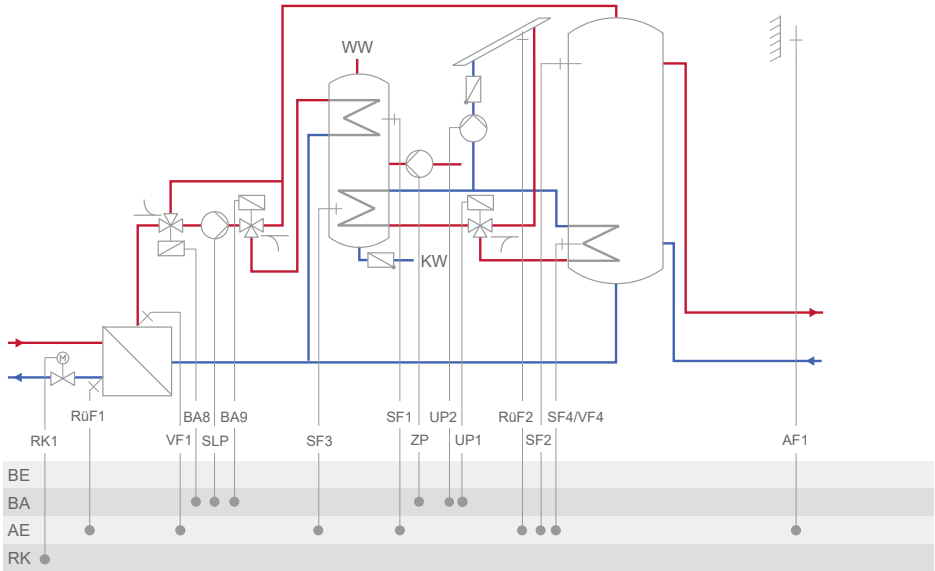 WW
KW
M
RüF1
BA8 BA9
SF1
UP2
RüF2
SF4/VF4
RK1
VF1
SLP
SF3
ZP
UP1
SF2
AF1
BE
BA
AE
RK